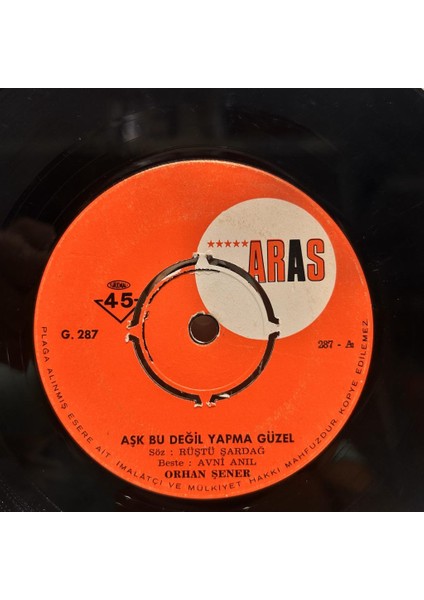 ★★★★★ ARAS
45
G. 287
287 - A
AŞK BU DEĞİL YAPMA GÜZEL
Söz : RÜŞTÜ ŞARDAĞ
Beste : AVNİ ANIL
ORHAN ŞENER
PLAĞA ALINMIŞ ESERE AİT İMALATÇI VE MÜLKİYET HAKKI MAHFUZDUR. KOPYE EDİLEMEZ.